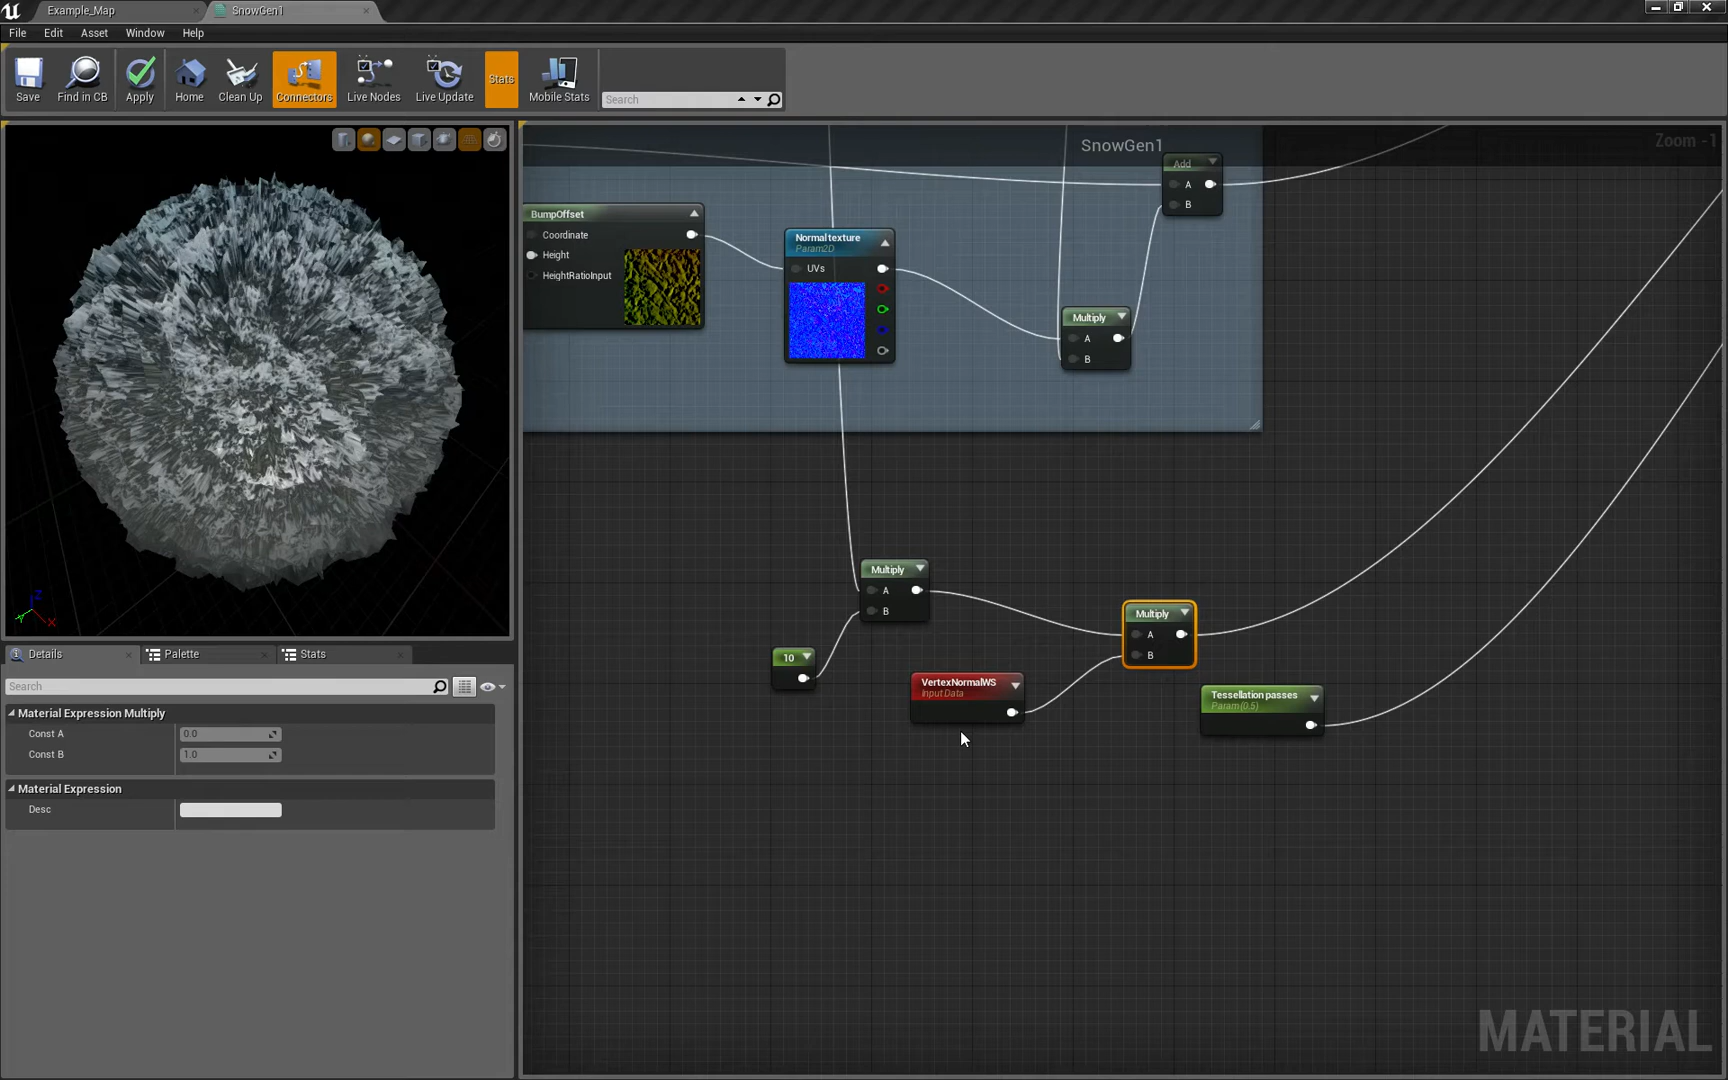 Example_Map
SnowGen1
File
Edit
Asset
Window
Help
Save
Find in CB
Apply
Home
Clean Up
Connectors
Live Nodes
Live Update
Stats
Mobile Stats
Search
SnowGen1
Zoom -1
Add
A
B
BumpOffset
Coordinate
Height
HeightRatioInput
Normal texture
Param2D
UVs
Multiply
A
B
Multiply
A
B
Multiply
A
B
10
VertexNormalWS
Input Data
Tessellation passes
Param (0.5)
Z
Y
X
Details
Palette
Stats
Search
Material Expression Multiply
Const A
0.0
Const B
1.0
Material Expression
Desc
MATERIAL